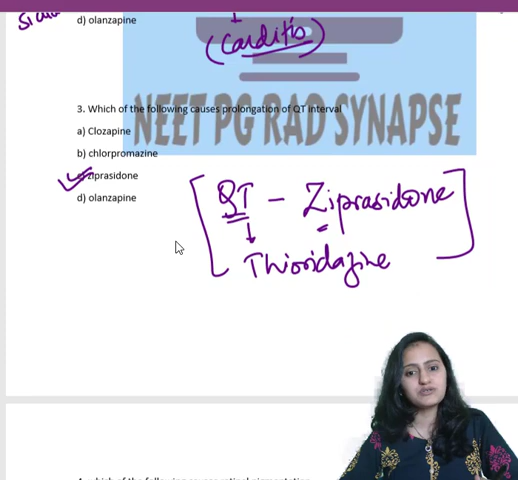 d) olanzapine
(Carditis)
3. Which of the following causes prolongation of QT interval
NEET PG RAD SYNAPSE
a) Clozapine
b) chlorpromazine
c) ziprasidone
d) olanzapine
QT - Ziprasidone
Thioridazine